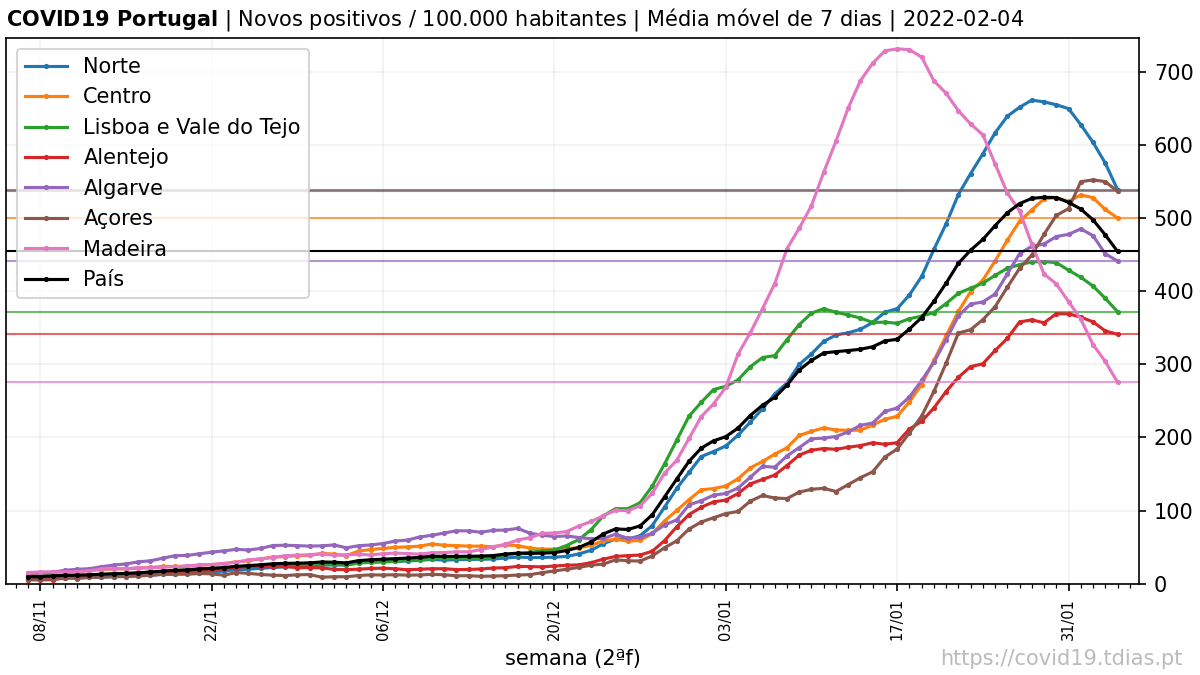 COVID19 Portugal | Novos positivos / 100.000 habitantes | Média móvel de 7 dias | 2022-02-04
Norte
Centro
Lisboa e Vale do Tejo
Alentejo
Algarve
Açores
Madeira
País
700
600
500
400
300
200
100
0
08/11
22/11
06/12
20/12
03/01
17/01
31/01
semana (2ªf)
https://covid19.tdias.pt